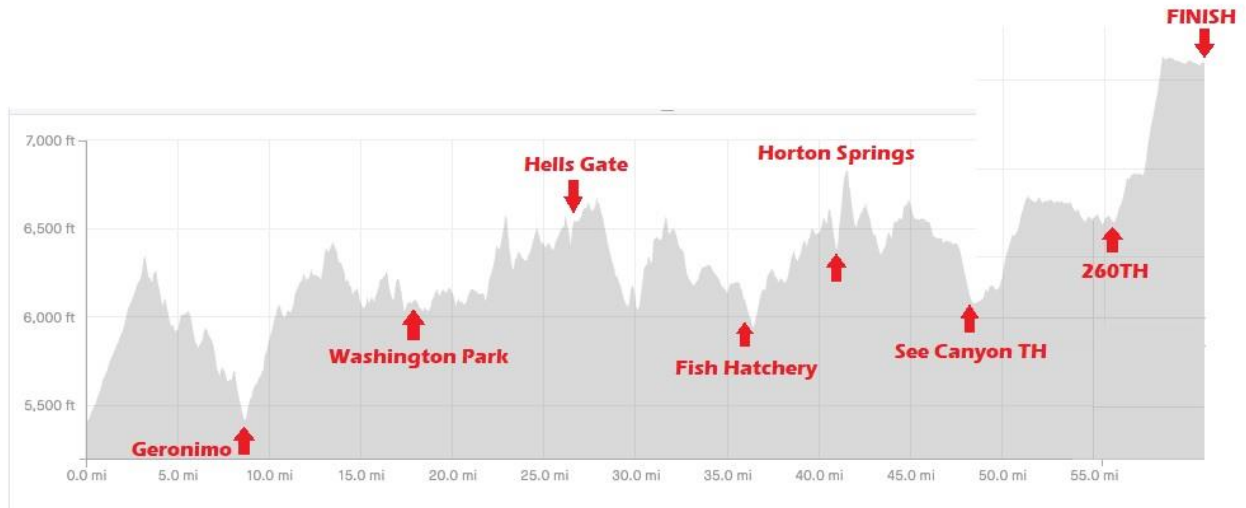 FINISH
7,000 ft
Hells Gate
Horton Springs
6,500 ft
260TH
6,000 ft
Washington Park
See Canyon TH
Fish Hatchery
5,500 ft
Geronimo
0.0 mi 5.0 mi 10.0 mi 15.0 mi 20.0 mi 25.0 mi 30.0 mi 35.0 mi 40.0 mi 45.0 mi 50.0 mi 55.0 mi